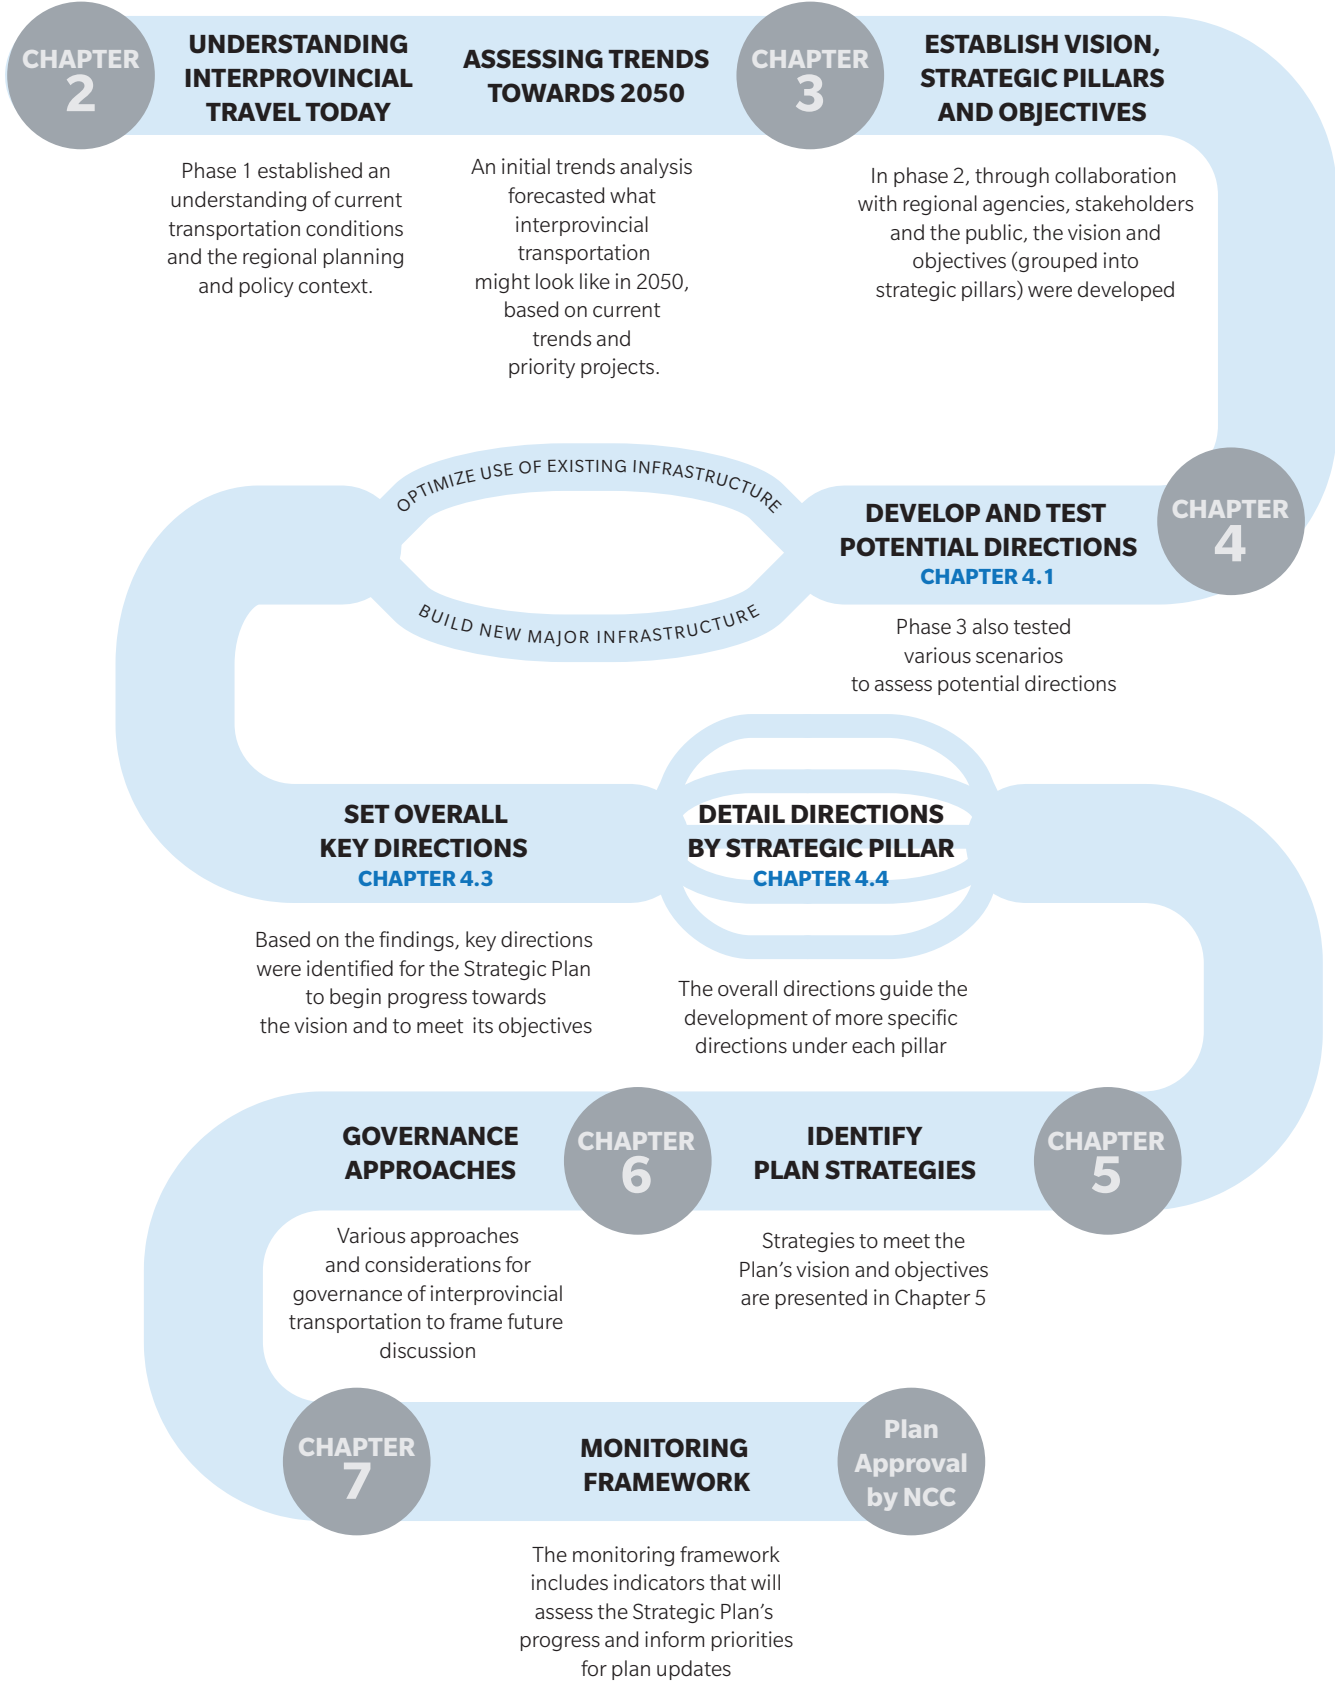 CHAPTER
2
UNDERSTANDING
INTERPROVINCIAL
TRAVEL TODAY
Phase 1 established an
understanding of current
transportation conditions
and the regional planning
and policy context.
ASSESSING TRENDS
TOWARDS 2050
An initial trends analysis
forecasted what
interprovincial
transportation
might look like in 2050,
based on current
trends and
priority projects.
CHAPTER
3
ESTABLISH VISION,
STRATEGIC PILLARS
AND OBJECTIVES
In phase 2, through collaboration
with regional agencies, stakeholders
and the public, the vision and
objectives (grouped into
strategic pillars) were developed
CHAPTER
4
DEVELOP AND TEST
POTENTIAL DIRECTIONS
CHAPTER 4.1
Phase 3 also tested
various scenarios
to assess potential directions
OPTIMIZE USE OF EXISTING INFRASTRUCTURE
BUILD NEW MAJOR INFRASTRUCTURE
SET OVERALL
KEY DIRECTIONS
CHAPTER 4.3
Based on the findings, key directions
were identified for the Strategic Plan
to begin progress towards
the vision and to meet its objectives
DETAIL DIRECTIONS
BY STRATEGIC PILLAR
CHAPTER 4.4
The overall directions guide the
development of more specific
directions under each pillar
CHAPTER
5
IDENTIFY
PLAN STRATEGIES
Strategies to meet the
Plan's vision and objectives
are presented in Chapter 5
CHAPTER
6
GOVERNANCE
APPROACHES
Various approaches
and considerations for
governance of interprovincial
transportation to frame future
discussion
CHAPTER
7
MONITORING
FRAMEWORK
The monitoring framework
includes indicators that will
assess the Strategic Plan's
progress and inform priorities
for plan updates
Plan
Approval
by NCC